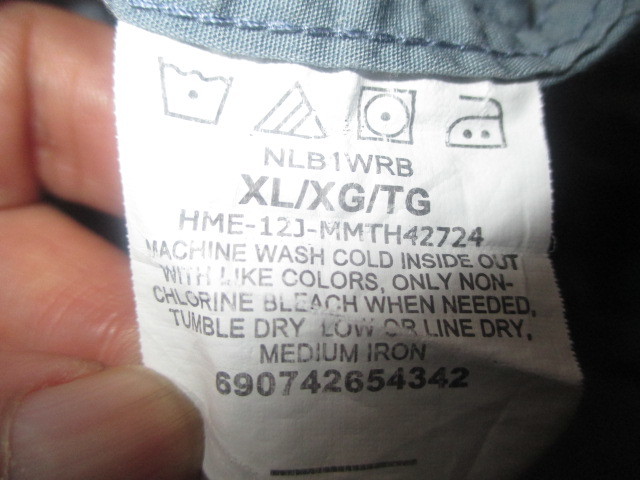 NLB1WRB
XL/XG/TG
HME-12J-MMTH42724
MACHINE WASH COLD INSIDE OUT
WITH LIKE COLORS, ONLY NON-
CHLORINE BLEACH WHEN NEEDED,
TUMBLE DRY LOW OR LINE DRY,
MEDIUM IRON
690742654342